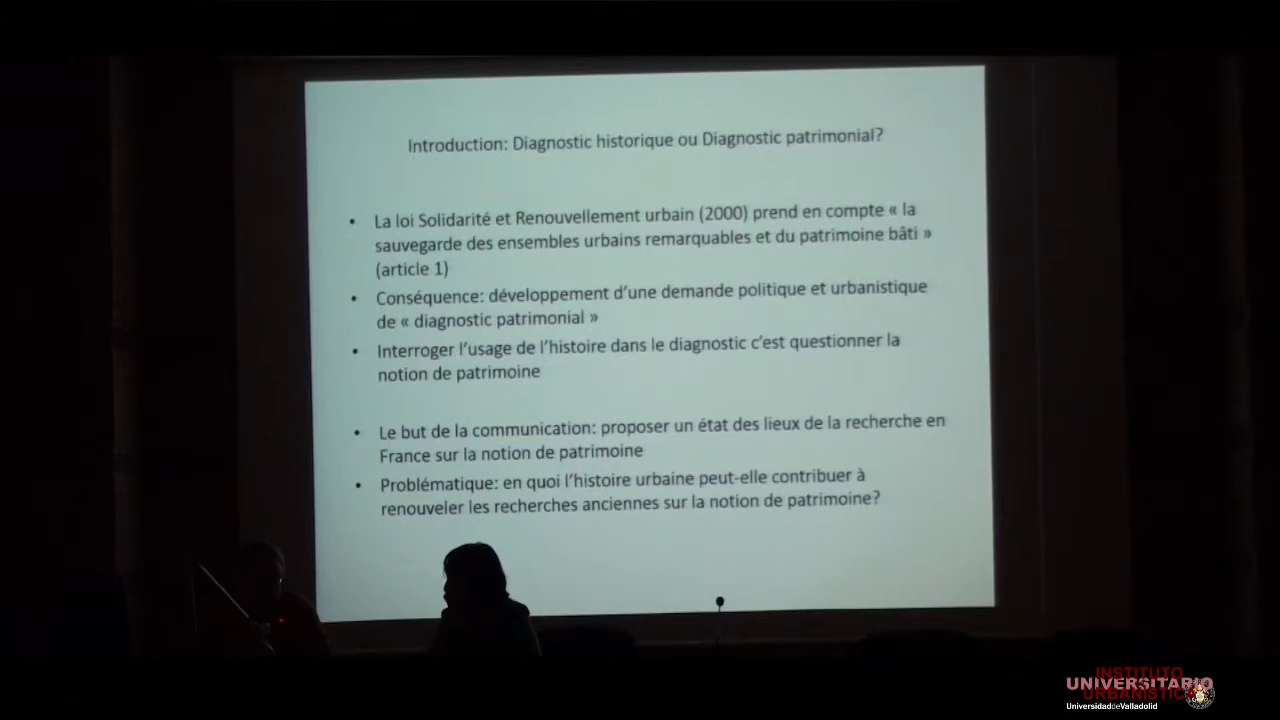 Introduction: Diagnostic historique ou Diagnostic patrimonial?
• La loi Solidarité et Renouvellement urbain (2000) prend en compte « la
sauvegarde des ensembles urbains remarquables et du patrimoine bâti »
(article 1)
• Conséquence: développement d'une demande politique et urbanistique
de « diagnostic patrimonial »
• Interroger l'usage de l'histoire dans le diagnostic c'est questionner la
notion de patrimoine
• Le but de la communication: proposer un état des lieux de la recherche en
France sur la notion de patrimoine
• Problématique: en quoi l'histoire urbaine peut-elle contribuer à
renouveler les recherches anciennes sur la notion de patrimoine?
INSTITUTO
UNIVERSITARIO
UniversidaddeValladolid